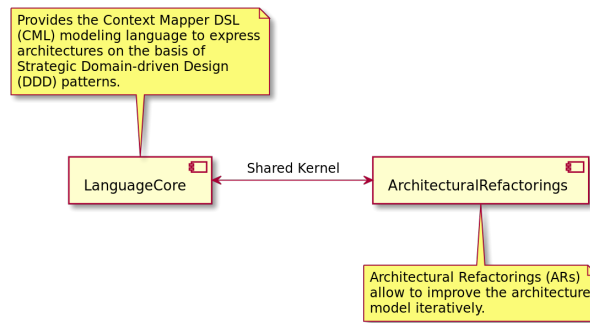 Provides the Context Mapper DSL
(CML) modeling language to express
architectures on the basis of
Strategic Domain-driven Design
(DDD) patterns.
Shared Kernel
LanguageCore
ArchitecturalRefactorings
Architectural Refactorings (ARs)
allow to improve the architecture
model iteratively.